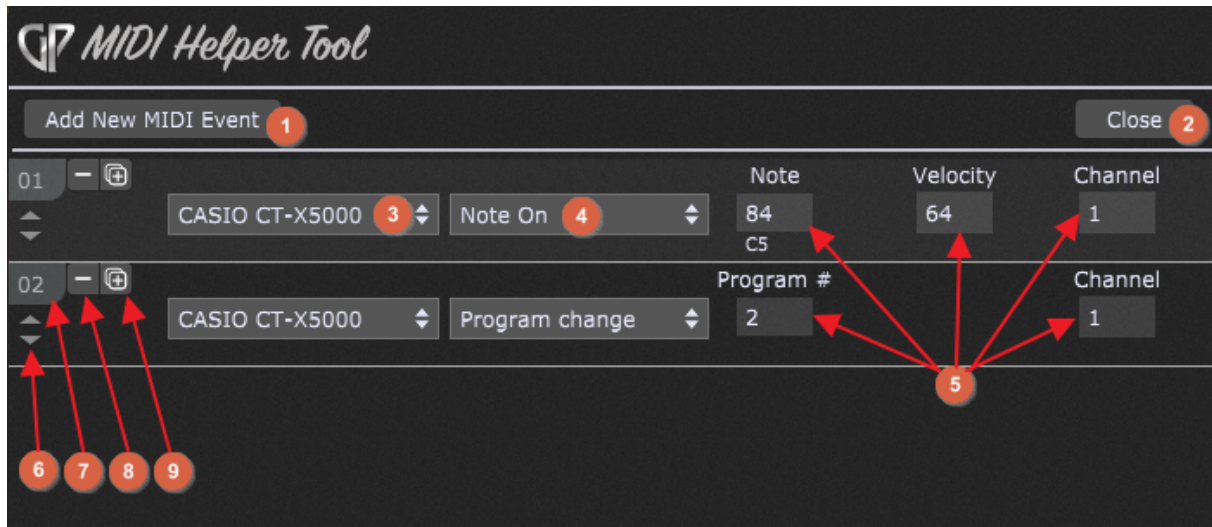 GP MIDI Helper Tool
Add New MIDI Event 1
Close 2
01
Note Velocity Channel
CASIO CT-X5000 3 Note On 4 84 64 1
C5
02
Program # Channel
CASIO CT-X5000 Program change 2 1
5
6 7 8 9